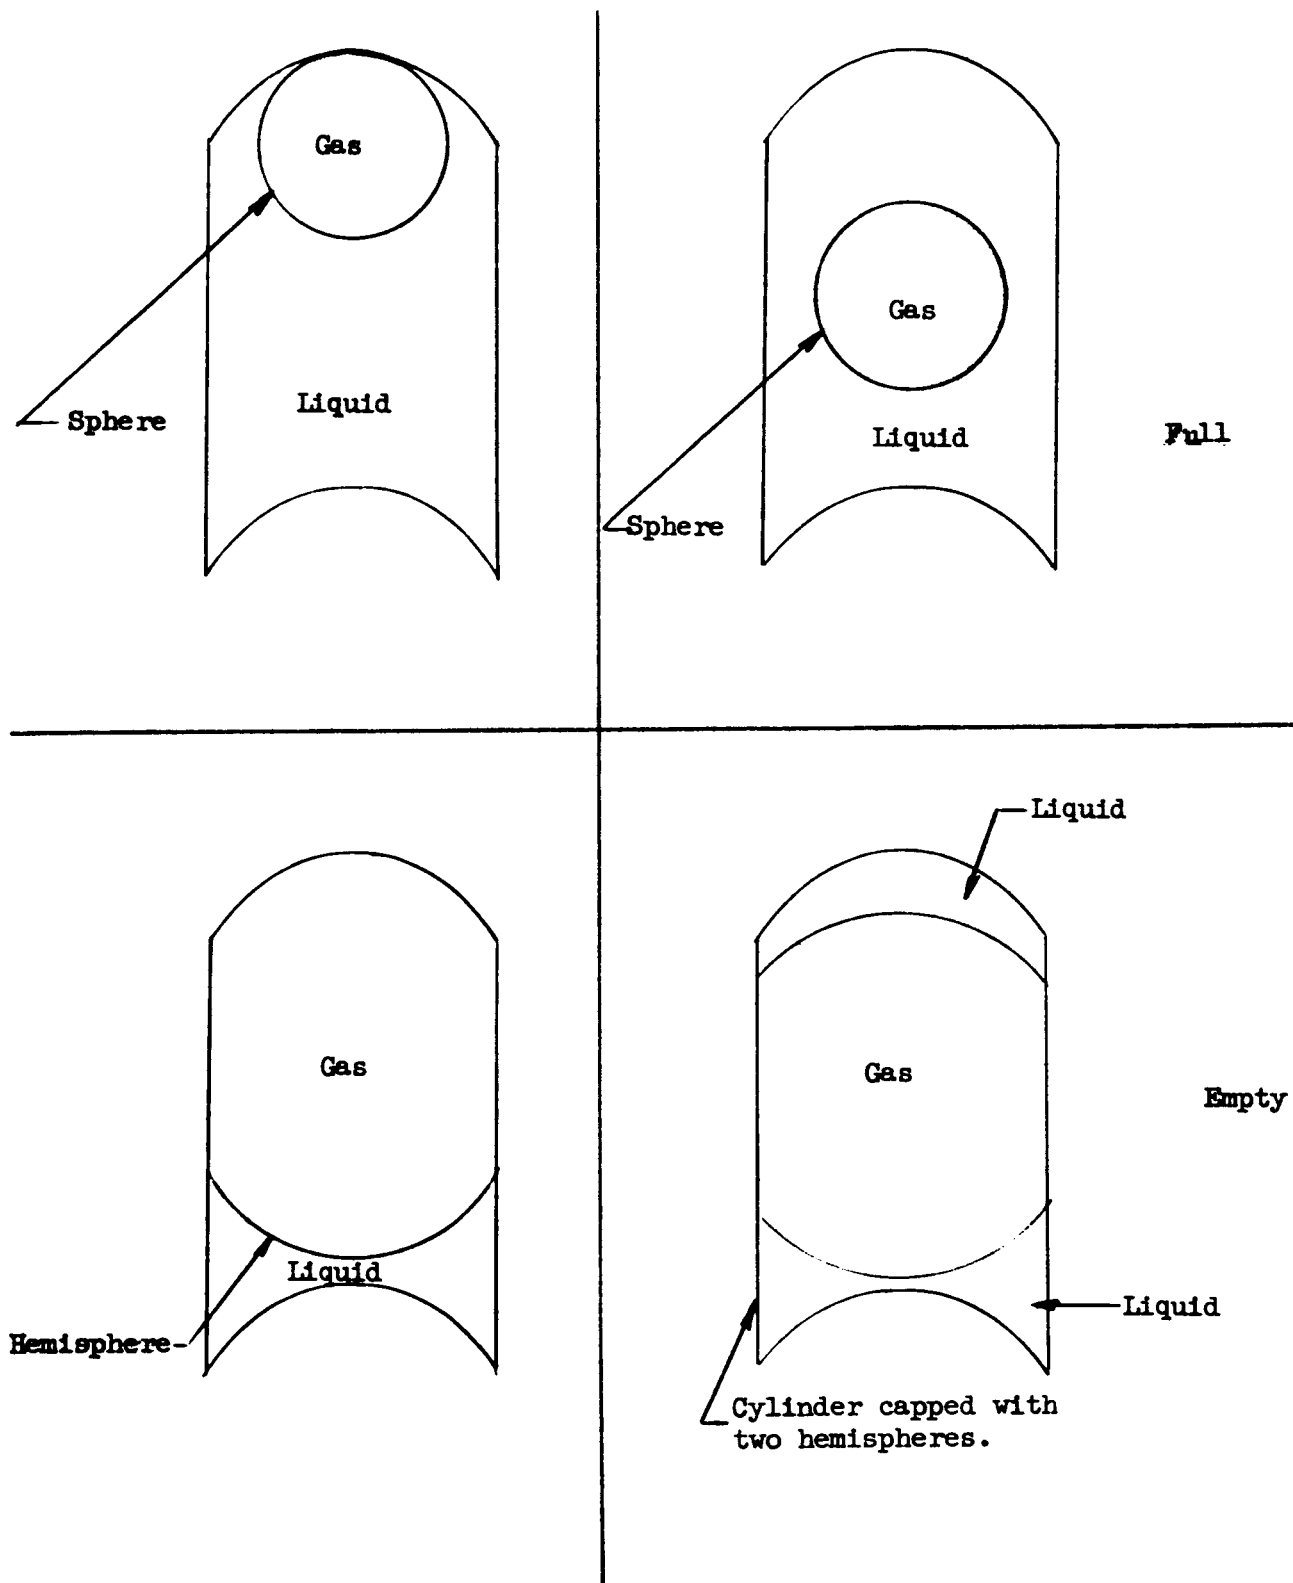 Gas
Liquid
Sphere
Gas
Liquid
Full
Sphere
Liquid
Gas
Gas
Empty
Liquid
Hemisphere
Liquid
Cylinder capped with
two hemispheres.